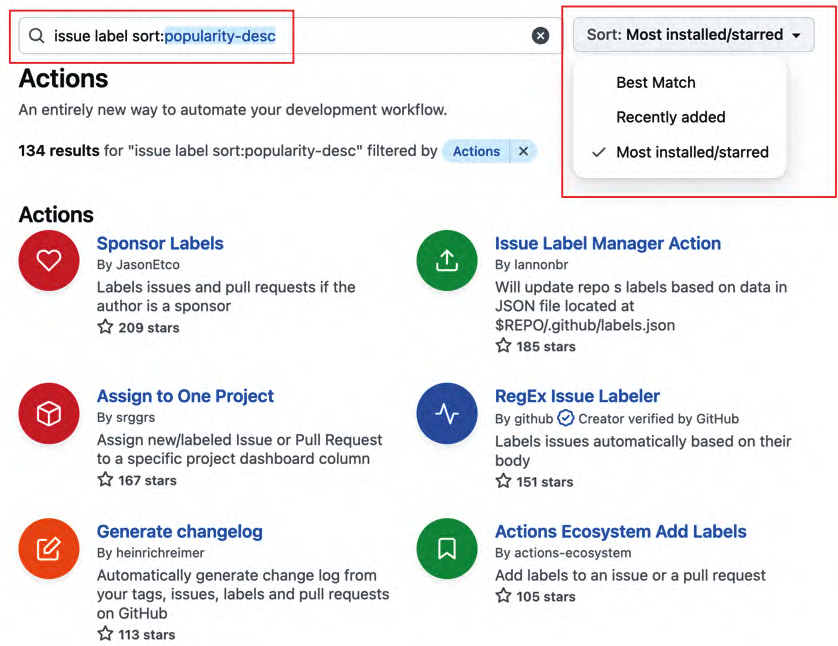 issue label sort:popularity-desc
Sort: Most installed/starred
Best Match
Recently added
Most installed/starred
Actions
An entirely new way to automate your development workflow.
134 results for "issue label sort:popularity-desc" filtered by Actions
Actions
Sponsor Labels
By JasonEtco
Labels issues and pull requests if the
author is a sponsor
209 stars
Issue Label Manager Action
By lannonbr
Will update repo s labels based on data in
JSON file located at
$REPO/.github/labels.json
185 stars
Assign to One Project
By srggrs
Assign new/labeled Issue or Pull Request
to a specific project dashboard column
167 stars
RegEx Issue Labeler
By github Creator verified by GitHub
Labels issues automatically based on their
body
151 stars
Generate changelog
By heinrichreimer
Automatically generate change log from
your tags, issues, labels and pull requests
on GitHub
113 stars
Actions Ecosystem Add Labels
By actions-ecosystem
Add labels to an issue or a pull request
105 stars